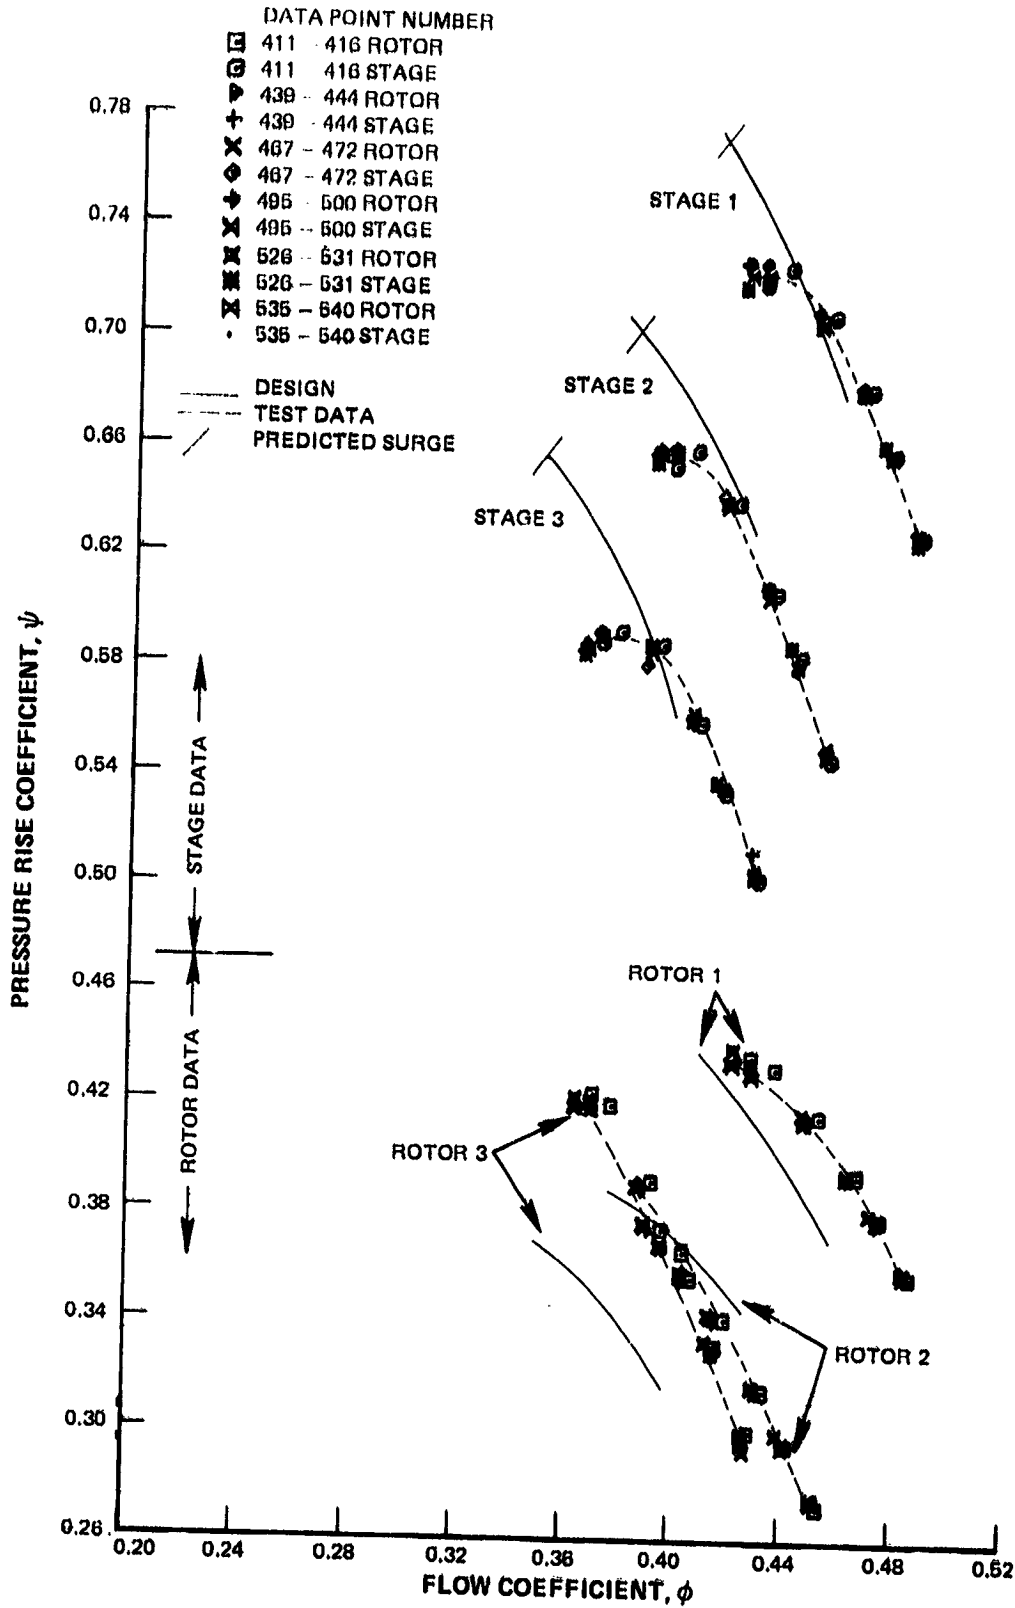 DATA POINT NUMBER
411 416 ROTOR
411 416 STAGE
439 - 444 ROTOR
439 444 STAGE
467 - 472 ROTOR
467 - 472 STAGE
495 - 500 ROTOR
495 - 500 STAGE
526 - 531 ROTOR
526 - 531 STAGE
535 - 540 ROTOR
535 - 540 STAGE
DESIGN
TEST DATA
PREDICTED SURGE
STAGE 1
STAGE 2
STAGE 3
0.78
0.74
0.70
0.66
0.62
0.58
0.54
0.50
0.46
0.42
0.38
0.34
0.30
0.26
PRESSURE RISE COEFFICIENT, ψ
STAGE DATA
ROTOR DATA
ROTOR 1
ROTOR 3
ROTOR 2
0.20 0.24 0.28 0.32 0.36 0.40 0.44 0.48 0.52
FLOW COEFFICIENT, ϕ